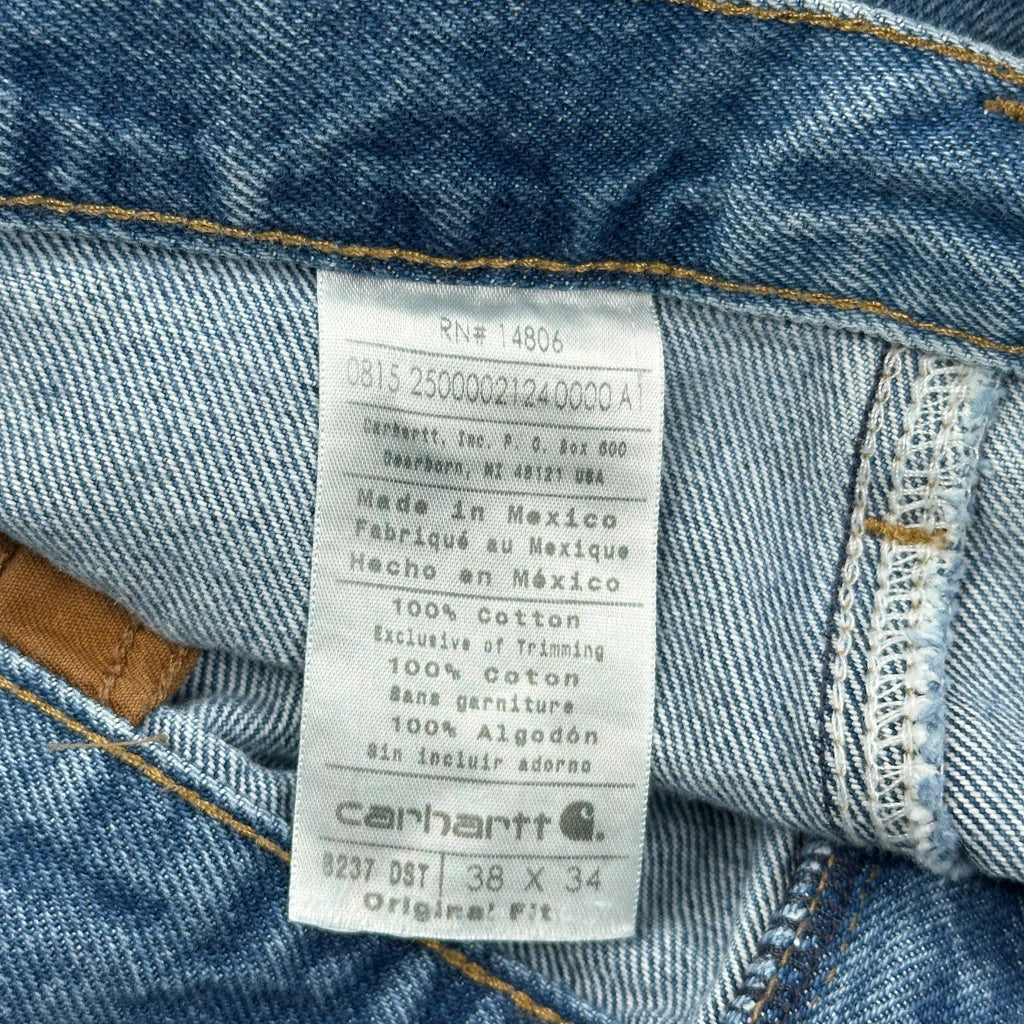 RN# 14806
0815 25000021240000 A1
Carhartt, Inc. P. O. Box 600
Dearborn, MI 48121 USA
Made in Mexico
Fabriqué au Mexique
Hecho en México
100% Cotton
Exclusive of Trimming
100% Coton
Sans garniture
100% Algodón
Sin incluir adorno
carhartt
B237 DST 38 X 34
Original Fit